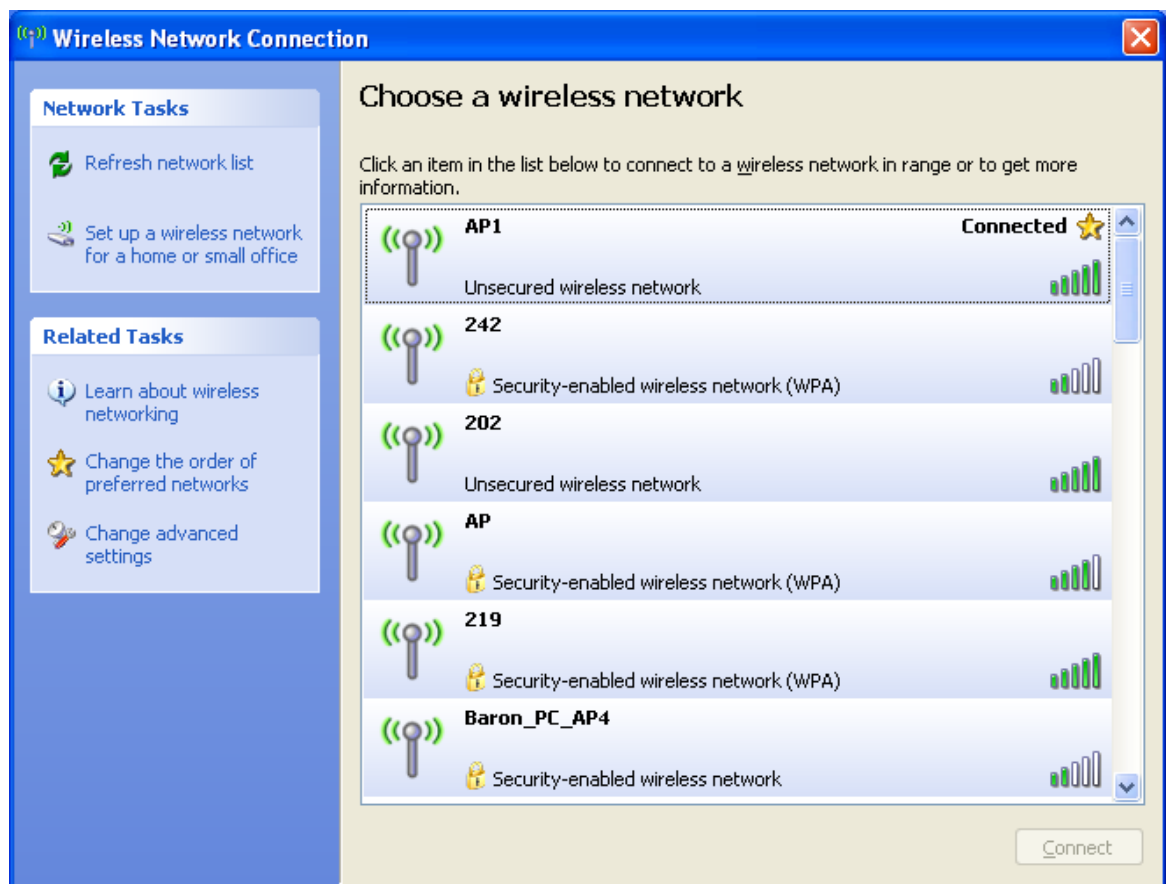 Wireless Network Connection
Network Tasks
Refresh network list
Set up a wireless network
for a home or small office
Related Tasks
Learn about wireless
networking
Change the order of
preferred networks
Change advanced
settings
Choose a wireless network
Click an item in the list below to connect to a wireless network in range or to get more
information.
AP1 Connected
Unsecured wireless network
242
Security-enabled wireless network (WPA)
202
Unsecured wireless network
AP
Security-enabled wireless network (WPA)
219
Security-enabled wireless network (WPA)
Baron_PC_AP4
Security-enabled wireless network
Connect